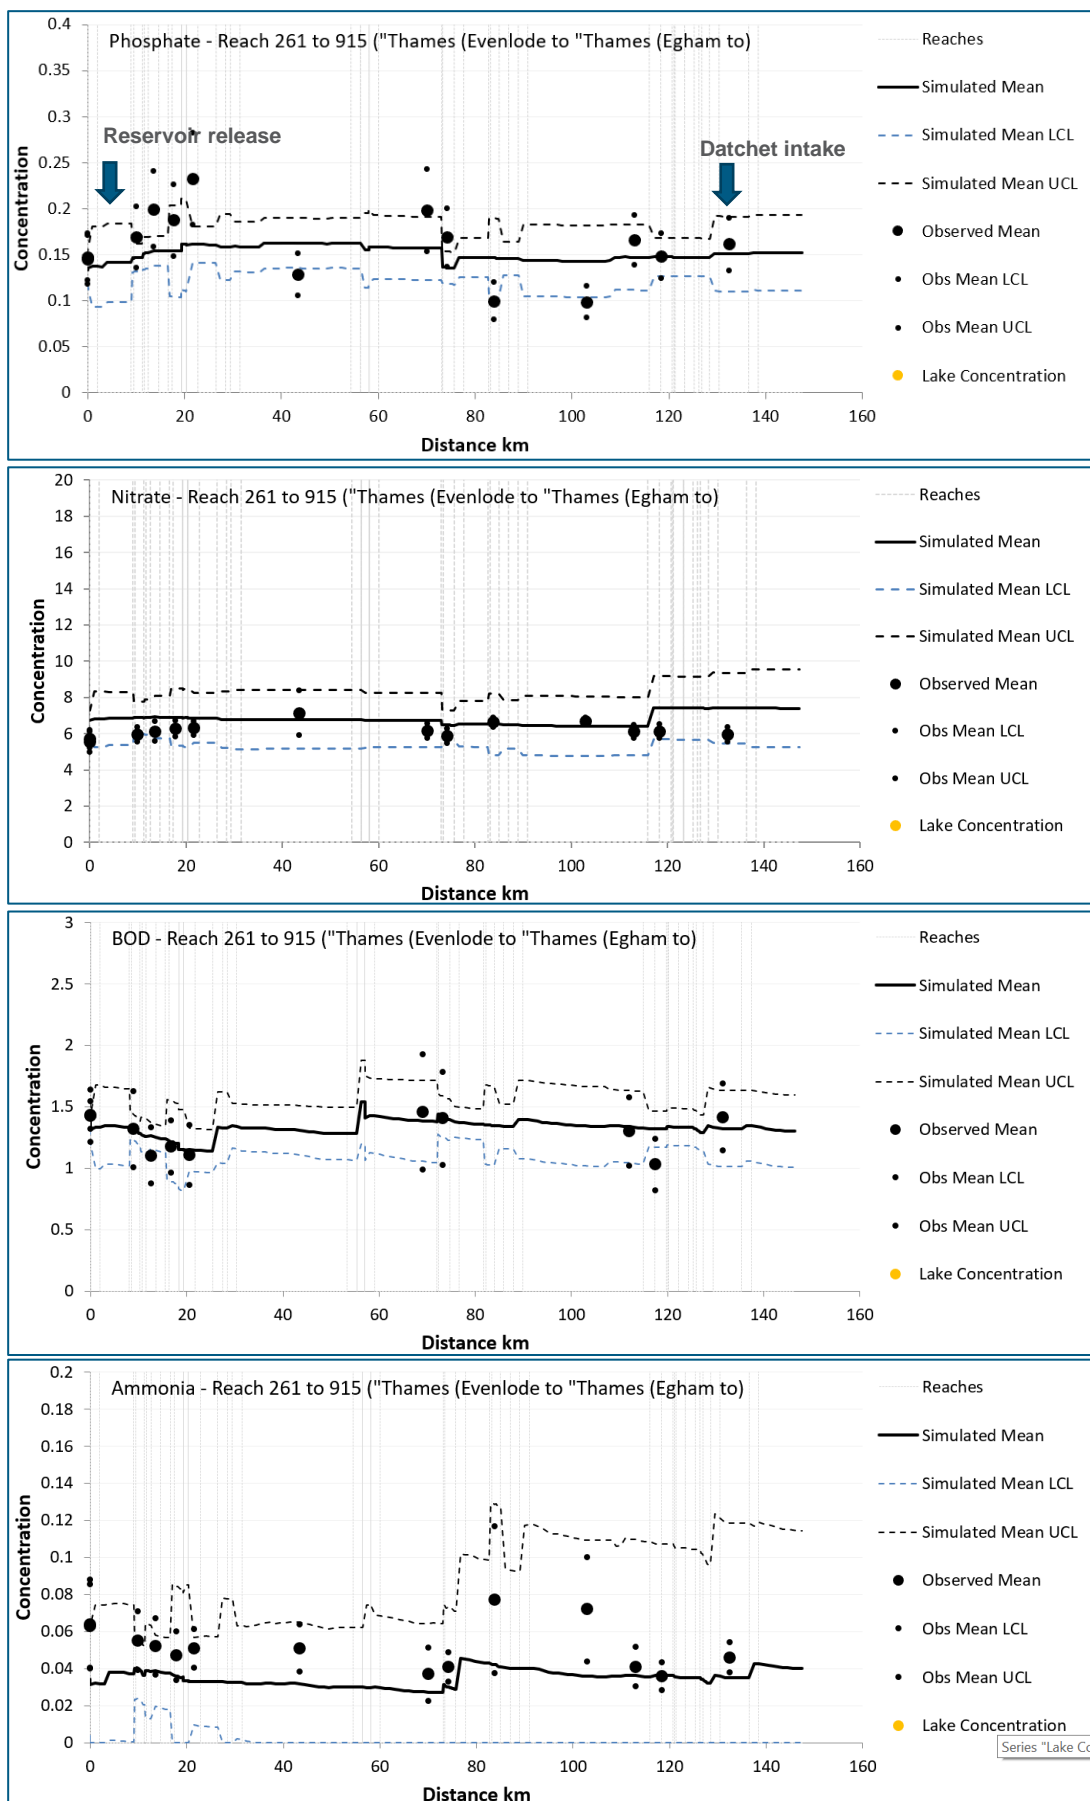 Phosphate - Reach 261 to 915 ("Thames (Evenlode to "Thames (Egham to)
0.4
0.35
0.3
0.25
0.2
0.15
0.1
0.05
0
Concentration
Reservoir release
Datchet intake
0 20 40 60 80 100 120 140 160
Distance km
Reaches
Simulated Mean
Simulated Mean LCL
Simulated Mean UCL
Observed Mean
Obs Mean LCL
Obs Mean UCL
Lake Concentration
Nitrate - Reach 261 to 915 ("Thames (Evenlode to "Thames (Egham to)
20
18
16
14
12
10
8
6
4
2
0
Concentration
0 20 40 60 80 100 120 140 160
Distance km
Reaches
Simulated Mean
Simulated Mean LCL
Simulated Mean UCL
Observed Mean
Obs Mean LCL
Obs Mean UCL
Lake Concentration
BOD - Reach 261 to 915 ("Thames (Evenlode to "Thames (Egham to)
3
2.5
2
1.5
1
0.5
0
Concentration
0 20 40 60 80 100 120 140 160
Distance km
Reaches
Simulated Mean
Simulated Mean LCL
Simulated Mean UCL
Observed Mean
Obs Mean LCL
Obs Mean UCL
Lake Concentration
Ammonia - Reach 261 to 915 ("Thames (Evenlode to "Thames (Egham to)
0.2
0.18
0.16
0.14
0.12
0.1
0.08
0.06
0.04
0.02
0
Concentration
0 20 40 60 80 100 120 140 160
Distance km
Reaches
Simulated Mean
Simulated Mean LCL
Simulated Mean UCL
Observed Mean
Obs Mean LCL
Obs Mean UCL
Lake Concentration
Series "Lake Co